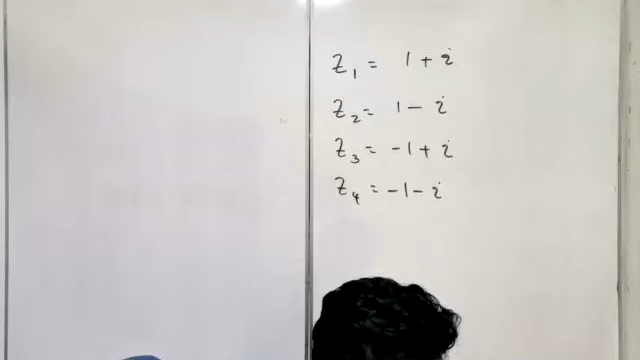 Z₁ = 1 + i
Z₂ = 1 - i
Z₃ = -1 + i
Z₄ = -1 - i